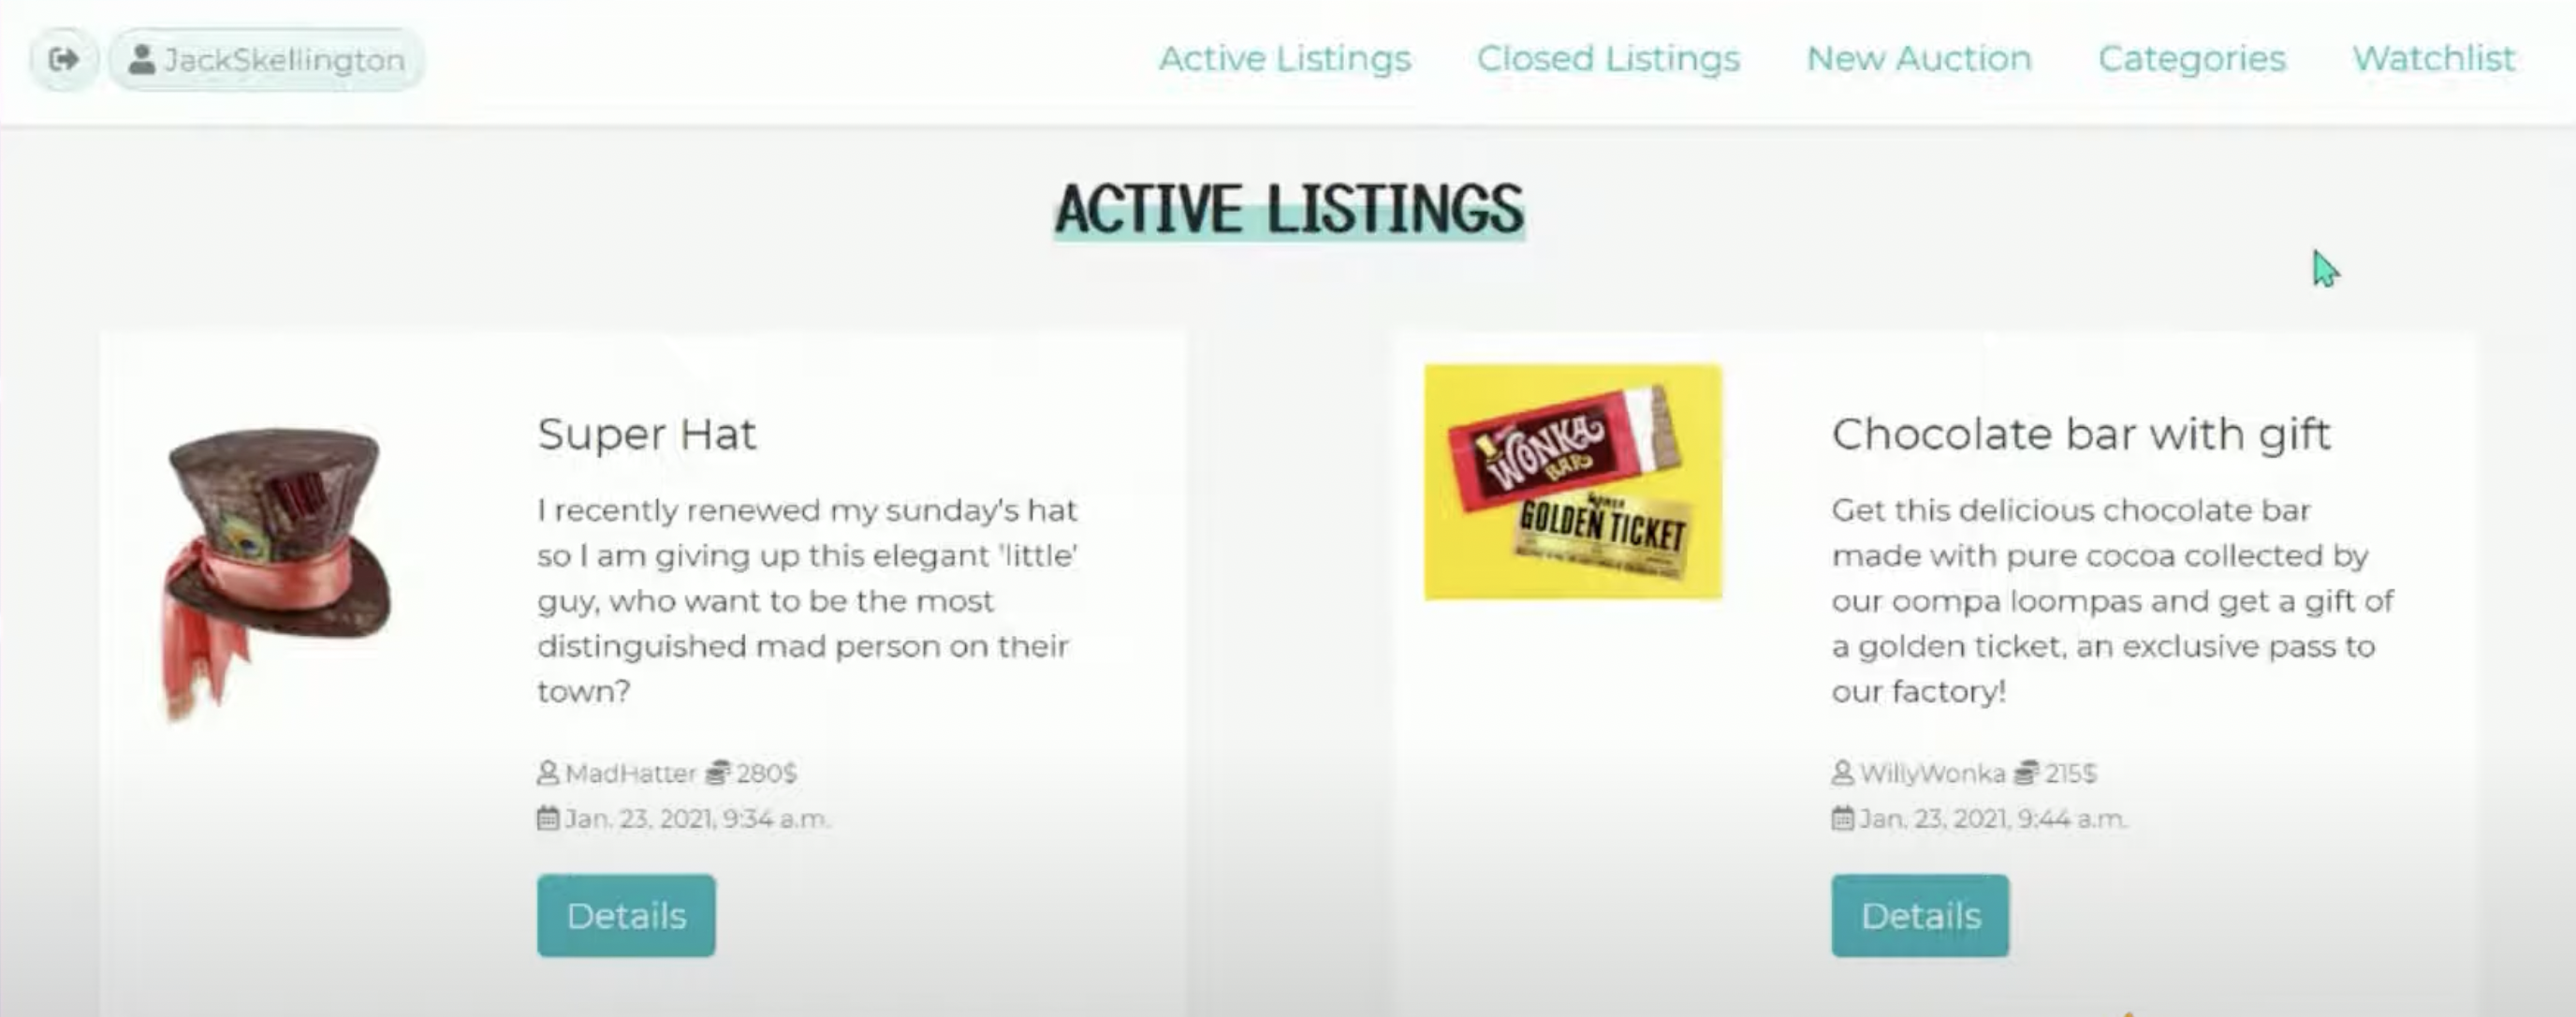 JackSkellington
Active Listings
Closed Listings
New Auction
Categories
Watchlist
ACTIVE LISTINGS
Super Hat
I recently renewed my sunday's hat
so I am giving up this elegant 'little'
guy, who want to be the most
distinguished mad person on their
town?
MadHatter 280$
Jan. 23, 2021, 9:34 a.m.
Details
WONKA
BAR
GOLDEN TICKET
Chocolate bar with gift
Get this delicious chocolate bar
made with pure cocoa collected by
our oompa loompas and get a gift of
a golden ticket, an exclusive pass to
our factory!
WillyWonka 215$
Jan. 23, 2021, 9:44 a.m.
Details